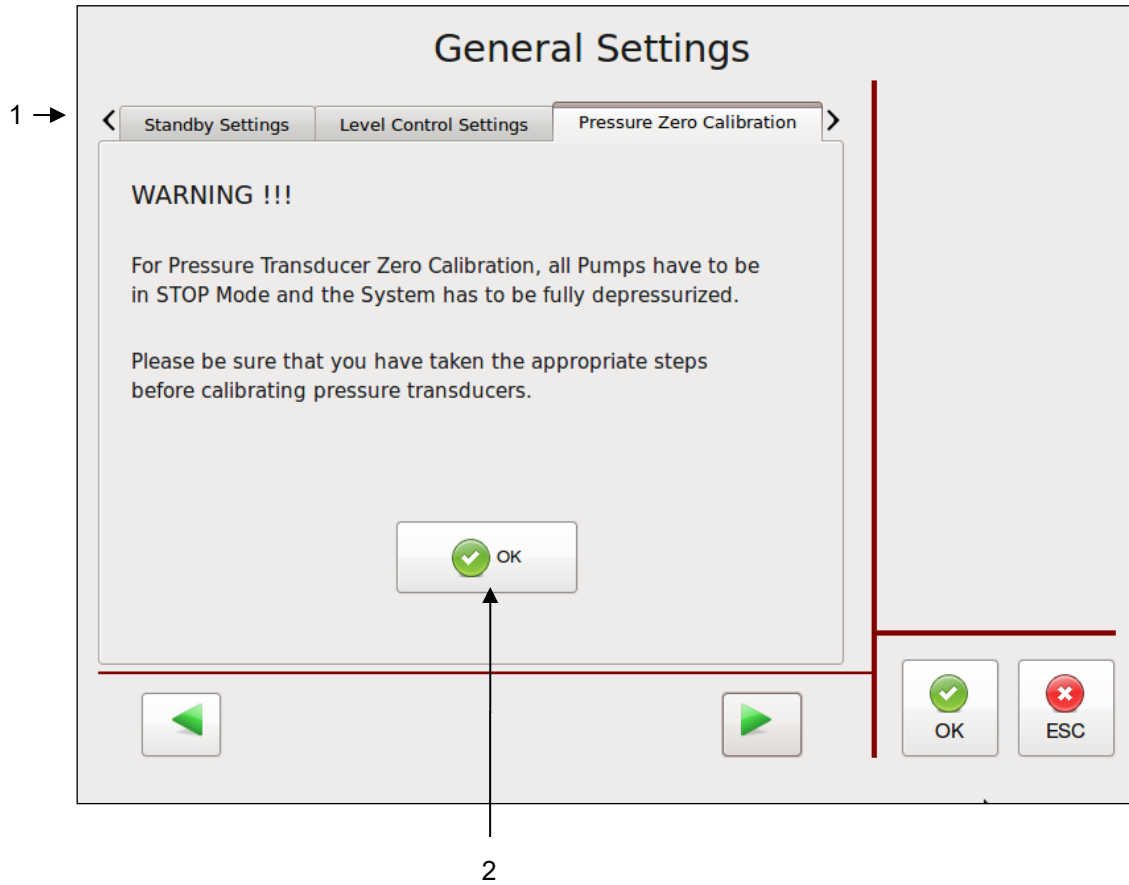 General Settings
1
Standby Settings
Level Control Settings
Pressure Zero Calibration
WARNING !!!
For Pressure Transducer Zero Calibration, all Pumps have to be
in STOP Mode and the System has to be fully depressurized.
Please be sure that you have taken the appropriate steps
before calibrating pressure transducers.
OK
OK
ESC
2